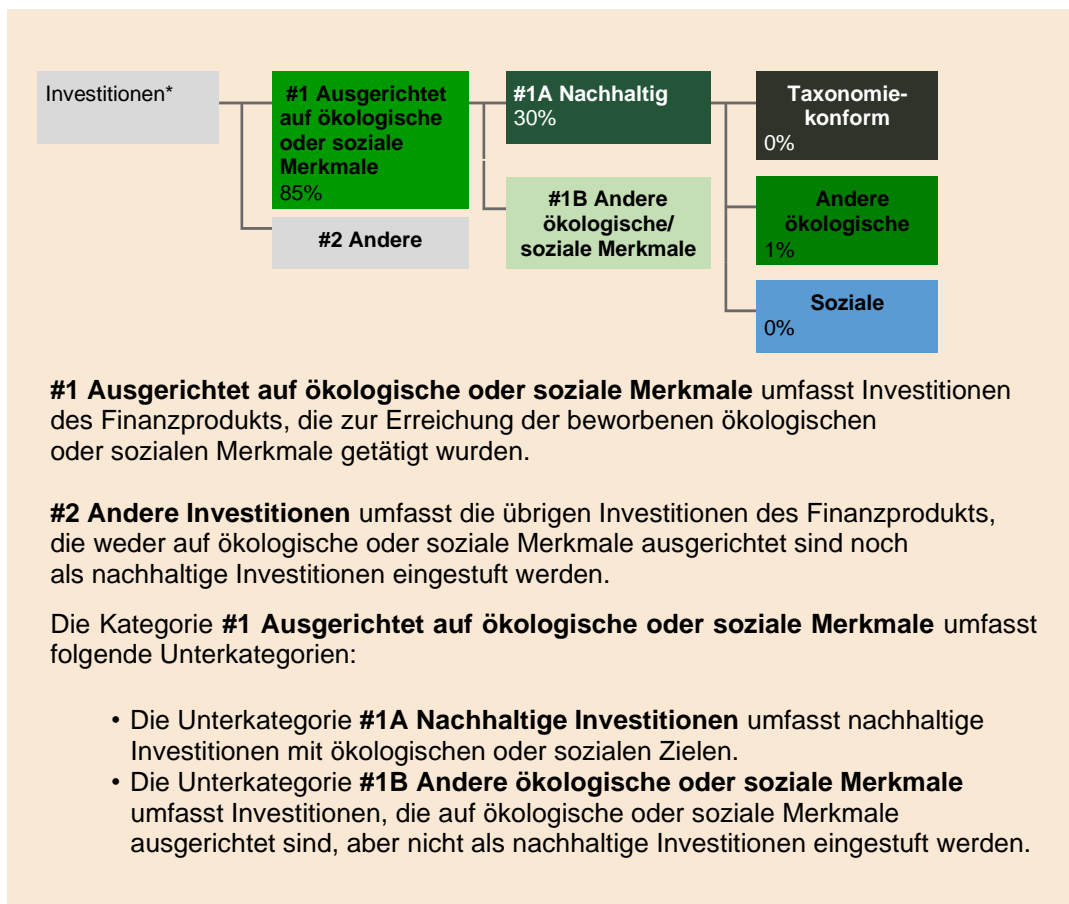 Investitionen*
#1 Ausgerichtet
auf ökologische
oder soziale
Merkmale
85%
#2 Andere
#1A Nachhaltig
30%
#1B Andere
ökologische/
soziale Merkmale
Taxonomie-
konform
0%
Andere
ökologische
1%
Soziale
0%
#1 Ausgerichtet auf ökologische oder soziale Merkmale umfasst Investitionen
des Finanzprodukts, die zur Erreichung der beworbenen ökologischen
oder sozialen Merkmale getätigt wurden.
#2 Andere Investitionen umfasst die übrigen Investitionen des Finanzprodukts,
die weder auf ökologische oder soziale Merkmale ausgerichtet sind noch
als nachhaltige Investitionen eingestuft werden.
Die Kategorie #1 Ausgerichtet auf ökologische oder soziale Merkmale umfasst
folgende Unterkategorien:
• Die Unterkategorie #1A Nachhaltige Investitionen umfasst nachhaltige
Investitionen mit ökologischen oder sozialen Zielen.
• Die Unterkategorie #1B Andere ökologische oder soziale Merkmale
umfasst Investitionen, die auf ökologische oder soziale Merkmale
ausgerichtet sind, aber nicht als nachhaltige Investitionen eingestuft werden.